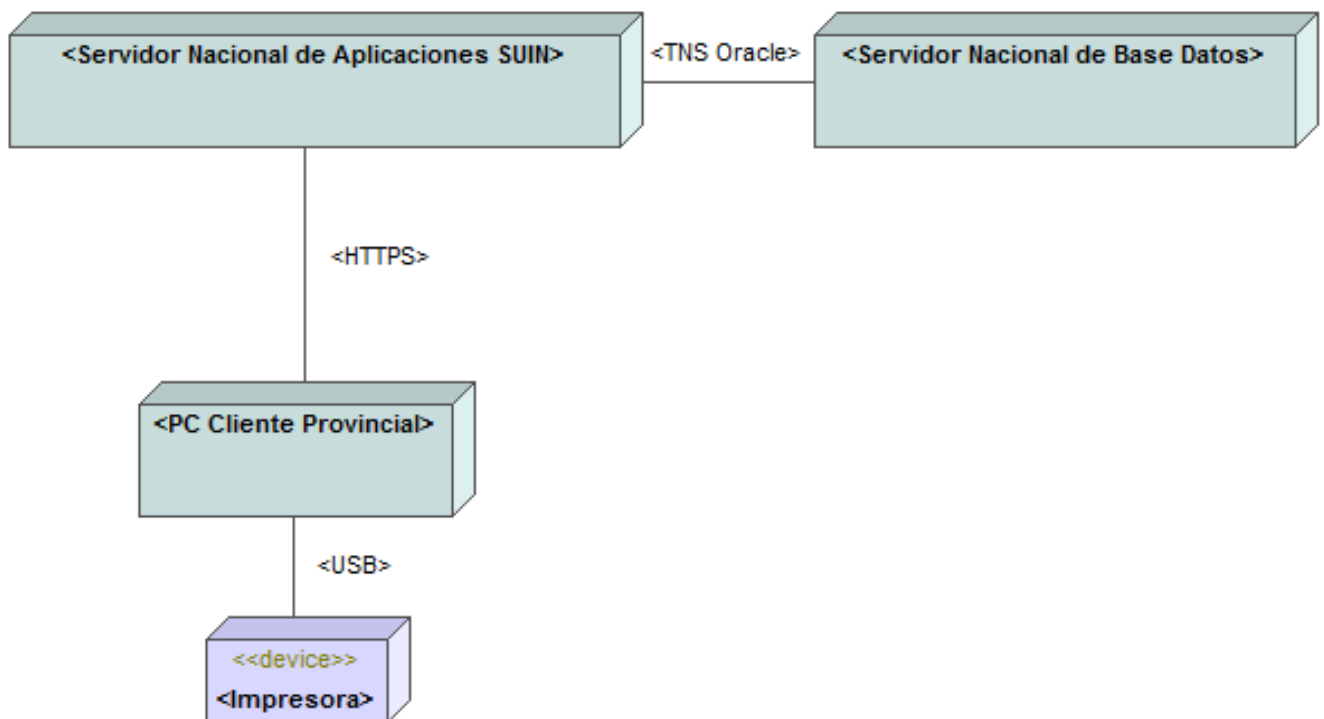 <Servidor Nacional de Aplicaciones SUIN>
<TNS Oracle>
<Servidor Nacional de Base Datos>
<HTTPS>
<PC Cliente Provincial>
<USB>
<<device>>
<Impresora>